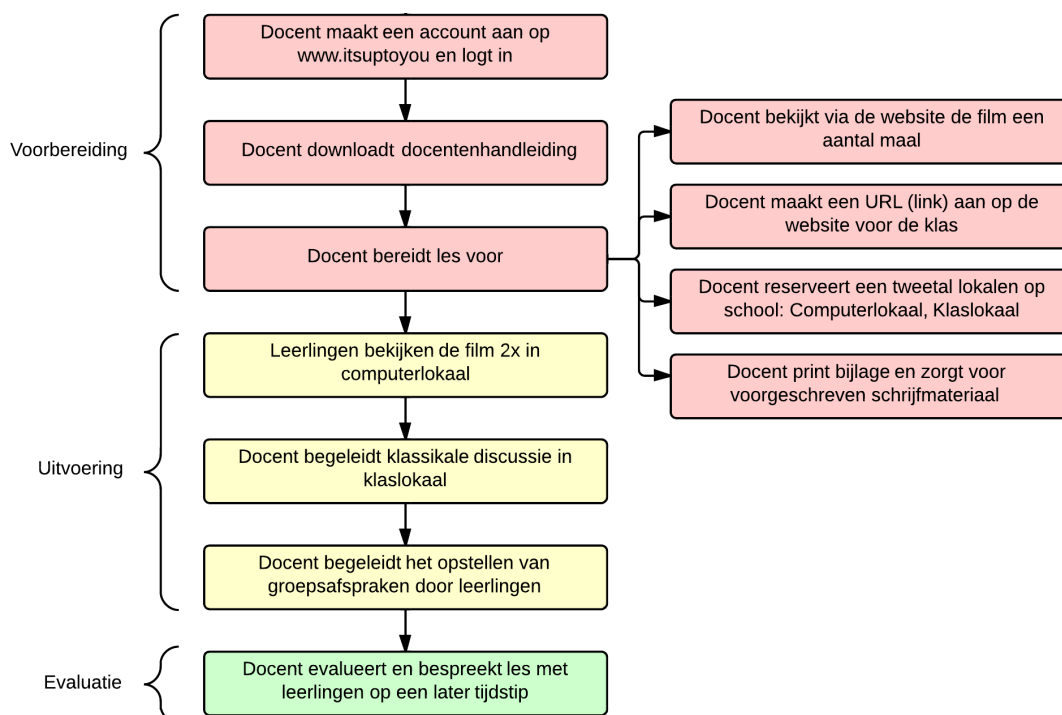 Docent maakt een account aan op
www.itsuptoyou en logt in
Voorbereiding
Docent downloadt docentenhandleiding
Docent bereidt les voor
Docent bekijkt via de website de film een
aantal maal
Docent maakt een URL (link) aan op de
website voor de klas
Docent reserveert een tweetal lokalen op
school: Computerlokaal, Klaslokaal
Docent print bijlage en zorgt voor
voorgeschreven schrijfmateriaal
Leerlingen bekijken de film 2x in
computerlokaal
Uitvoering
Docent begeleidt klassikale discussie in
klaslokaal
Docent begeleidt het opstellen van
groepsafspraken door leerlingen
Evaluatie
Docent evalueert en bespreekt les met
leerlingen op een later tijdstip